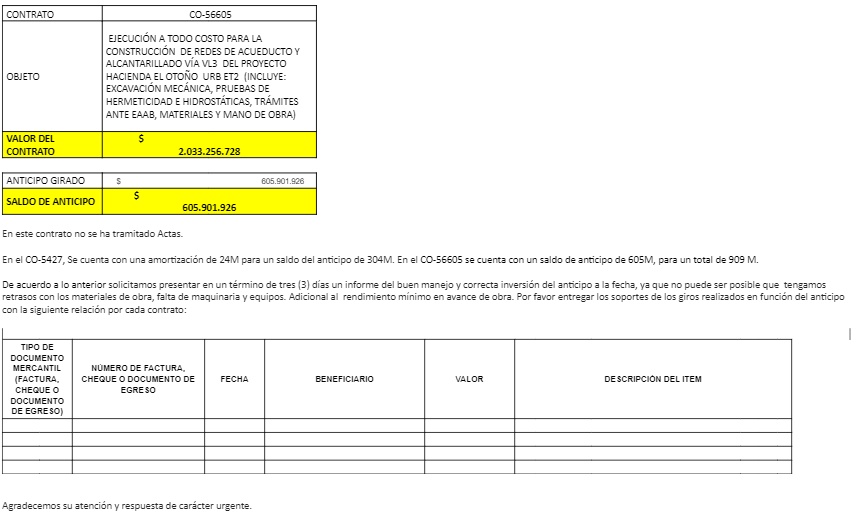 CONTRATO CO-56605
OBJETO
EJECUCIÓN A TODO COSTO PARA LA
CONSTRUCCIÓN DE REDES DE ACUEDUCTO Y
ALCANTARILLADO VÍA VL3 DEL PROYECTO
HACIENDA EL OTOÑO URB ET2 (INCLUYE:
EXCAVACIÓN MECÁNICA, PRUEBAS DE
HERMETICIDAD E HIDROSTÁTICAS, TRÁMITES
ANTE EAAB, MATERIALES Y MANO DE OBRA)
VALOR DEL
CONTRATO
$
2.033.256.728
ANTICIPO GIRADO $ 605.901.926
SALDO DE ANTICIPO
$
605.901.926
En este contrato no se ha tramitado Actas.
En el CO-5427, Se cuenta con una amortización de 24M para un saldo del anticipo de 304M. En el CO-56605 se cuenta con un saldo de anticipo de 605M, para un total de 909 M.
De acuerdo a lo anterior solicitamos presentar en un término de tres (3) días un informe del buen manejo y correcta inversión del anticipo a la fecha, ya que no puede ser posible que tengamos
retrasos con los materiales de obra, falta de maquinaria y equipos. Adicional al rendimiento mínimo en avance de obra. Por favor entregar los soportes de los giros realizados en función del anticipo
con la siguiente relación por cada contrato:
TIPO DE
DOCUMENTO
MERCANTIL
(FACTURA,
CHEQUE O
DOCUMENTO
DE EGRESO)
NÚMERO DE FACTURA,
CHEQUE O DOCUMENTO DE
EGRESO
FECHA
BENEFICIARIO
VALOR
DESCRIPCIÓN DEL ITEM
Agradecemos su atención y respuesta de carácter urgente.